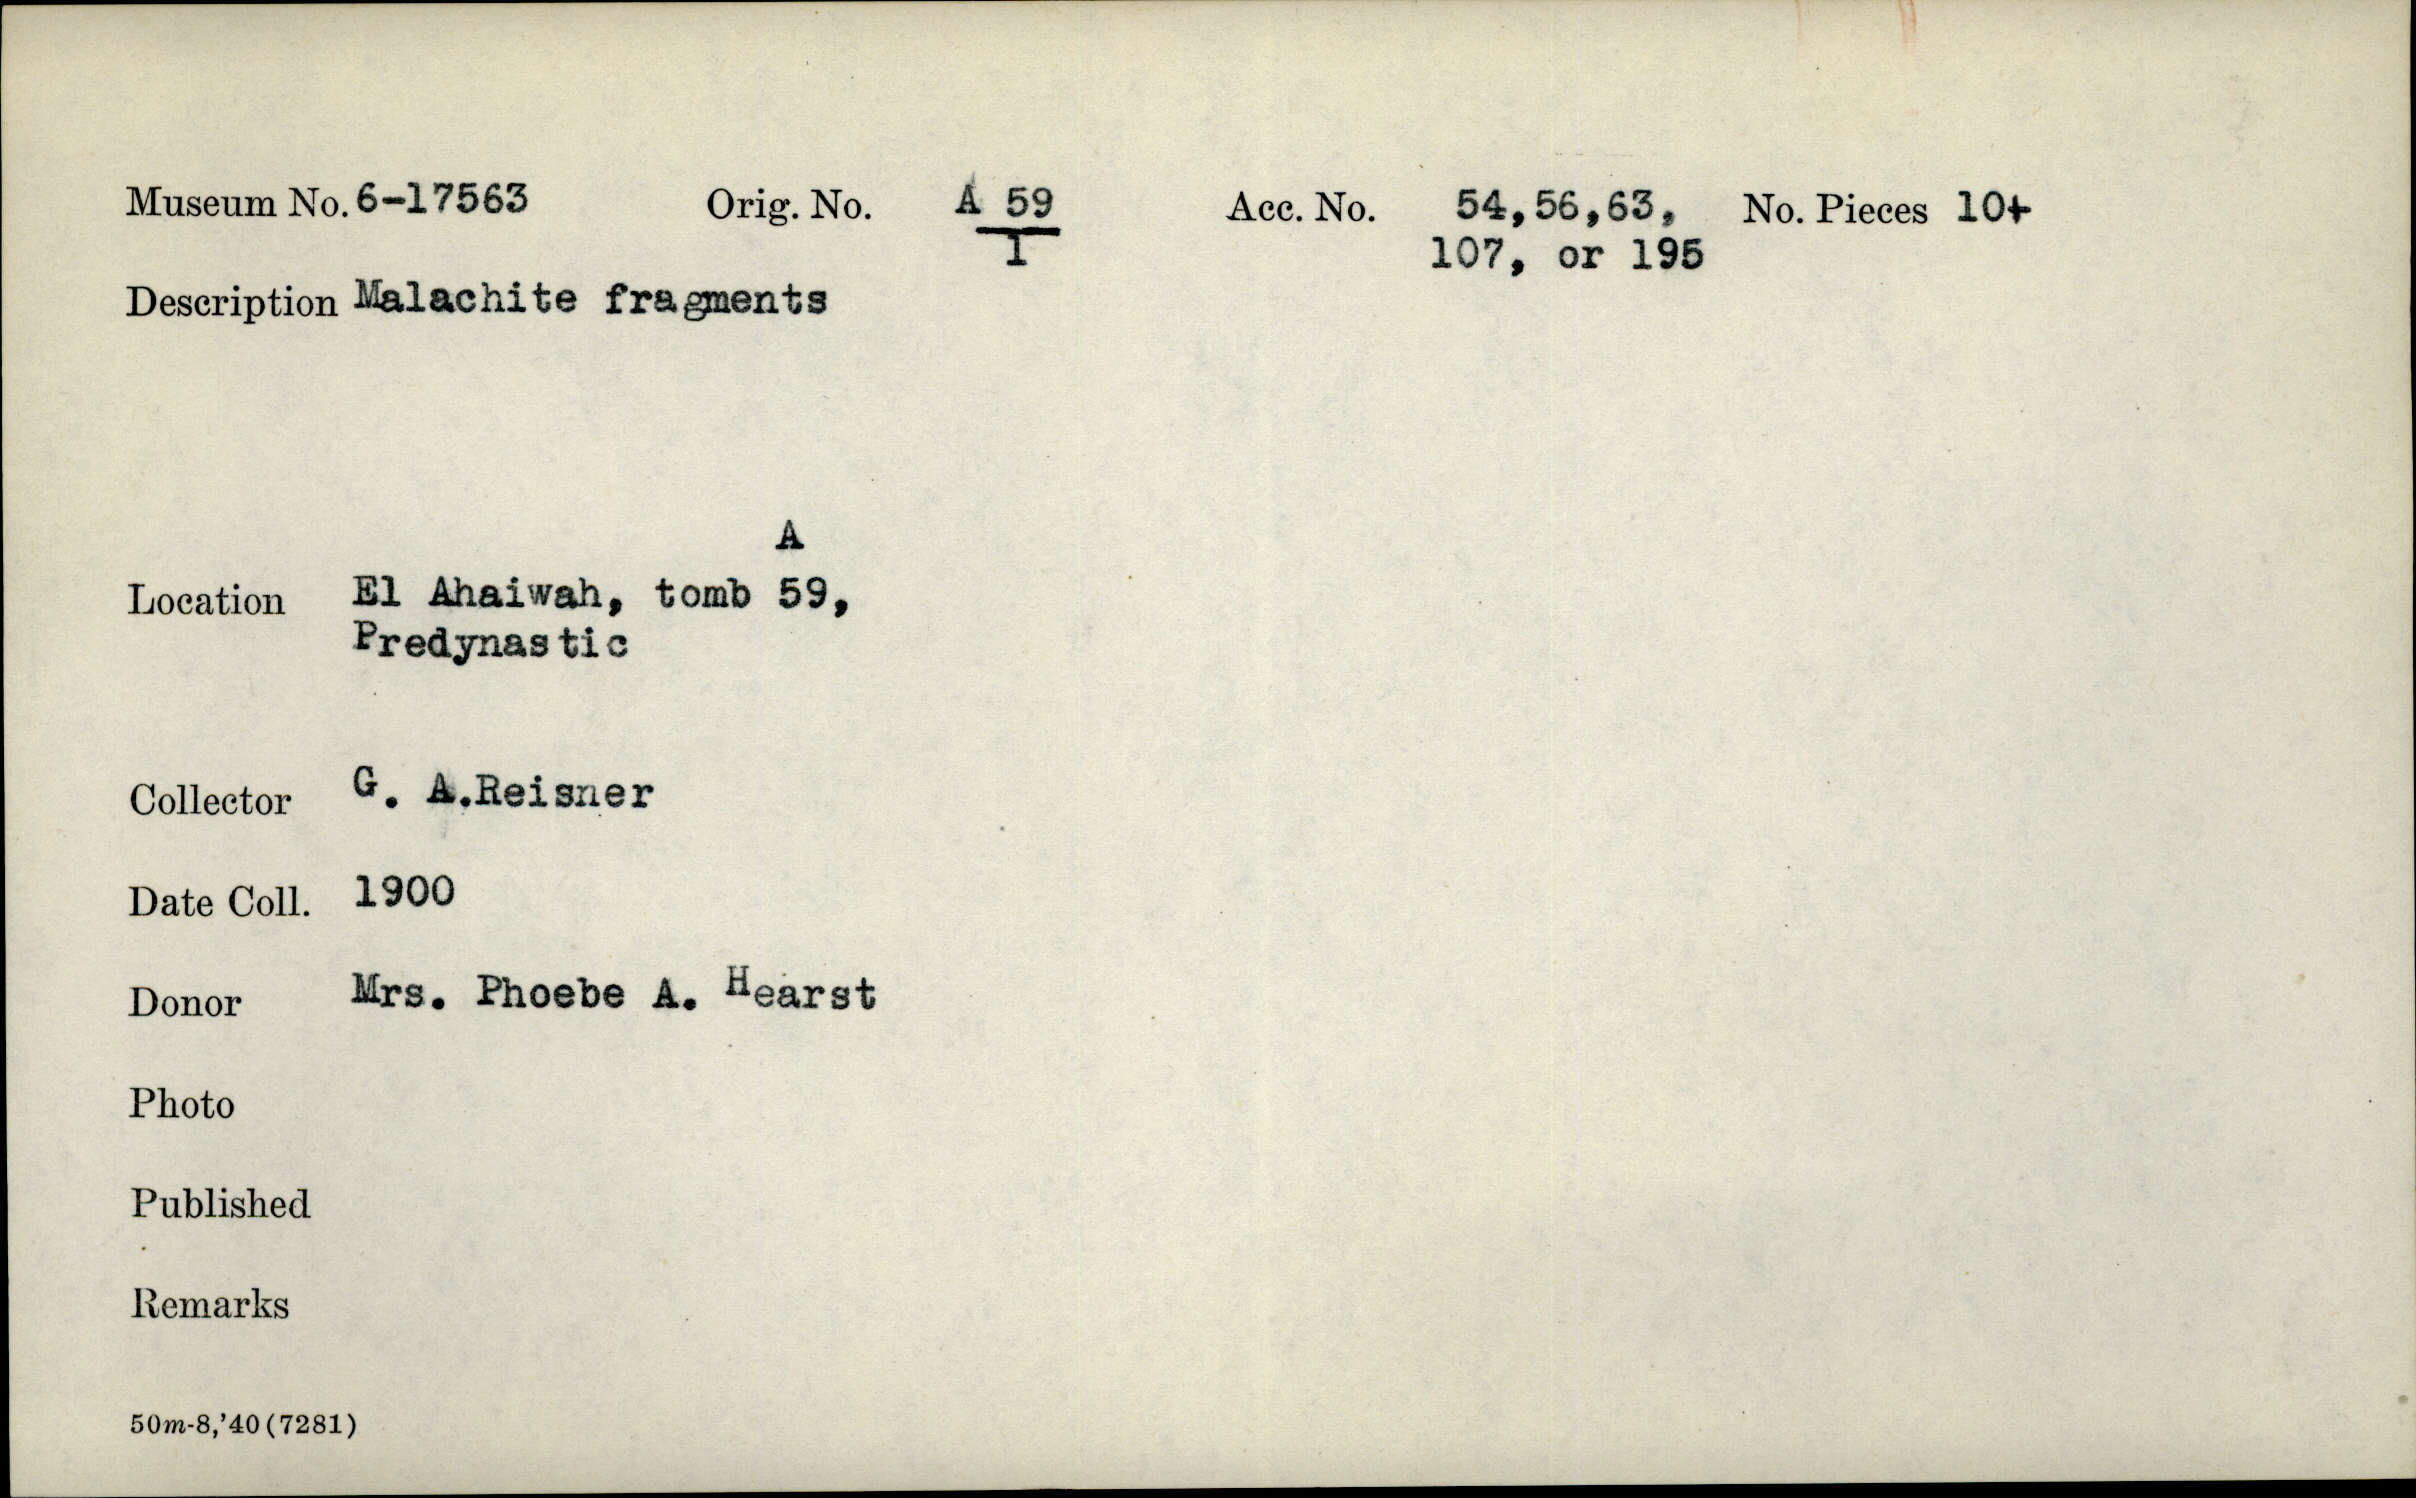 Museum No. 6-17563 Orig. No. A 59 Acc. No. 54,56,63, No. Pieces 10+
1 107, or 195
Description Malachite fragments
A
Location El Ahaiwah, tomb 59,
Predynastic
Collector G. A.Reisner
Date Coll. 1900
Donor Mrs. Phoebe A. Hearst
Photo
Published
Remarks
50m-8,'40(7281)